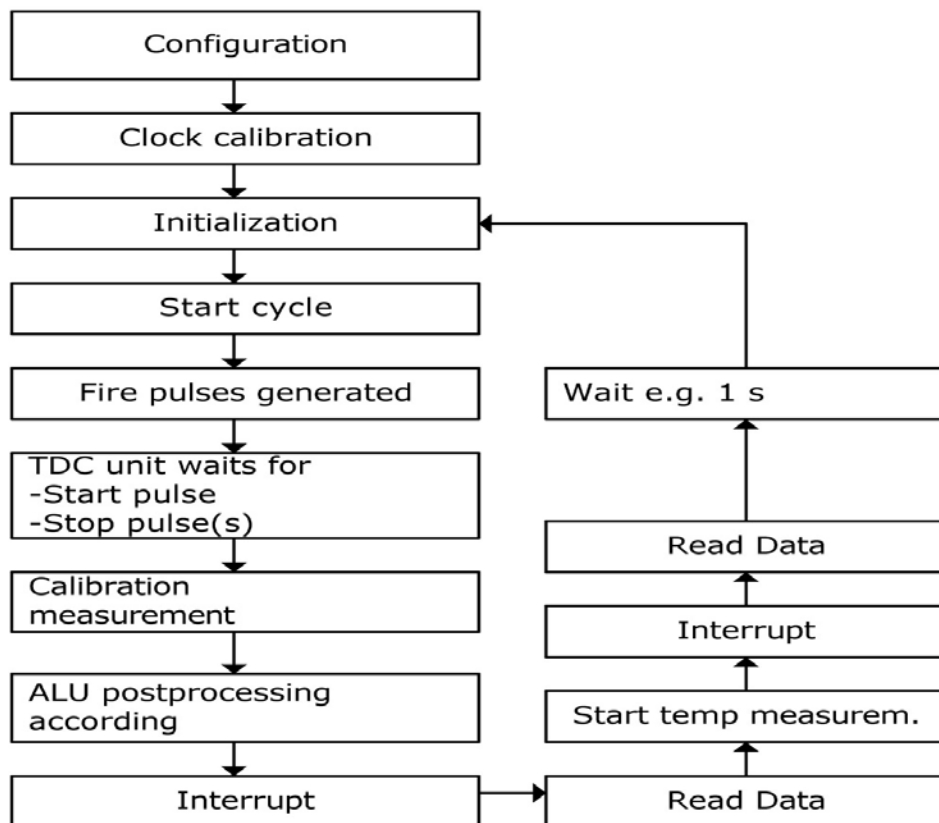 Configuration
Clock calibration
Initialization
Start cycle
Fire pulses generated
TDC unit waits for
-Start pulse
-Stop pulse(s)
Calibration
measurement
ALU postprocessing
according
Interrupt
Read Data
Start temp measurem.
Interrupt
Read Data
Wait e.g. 1 s